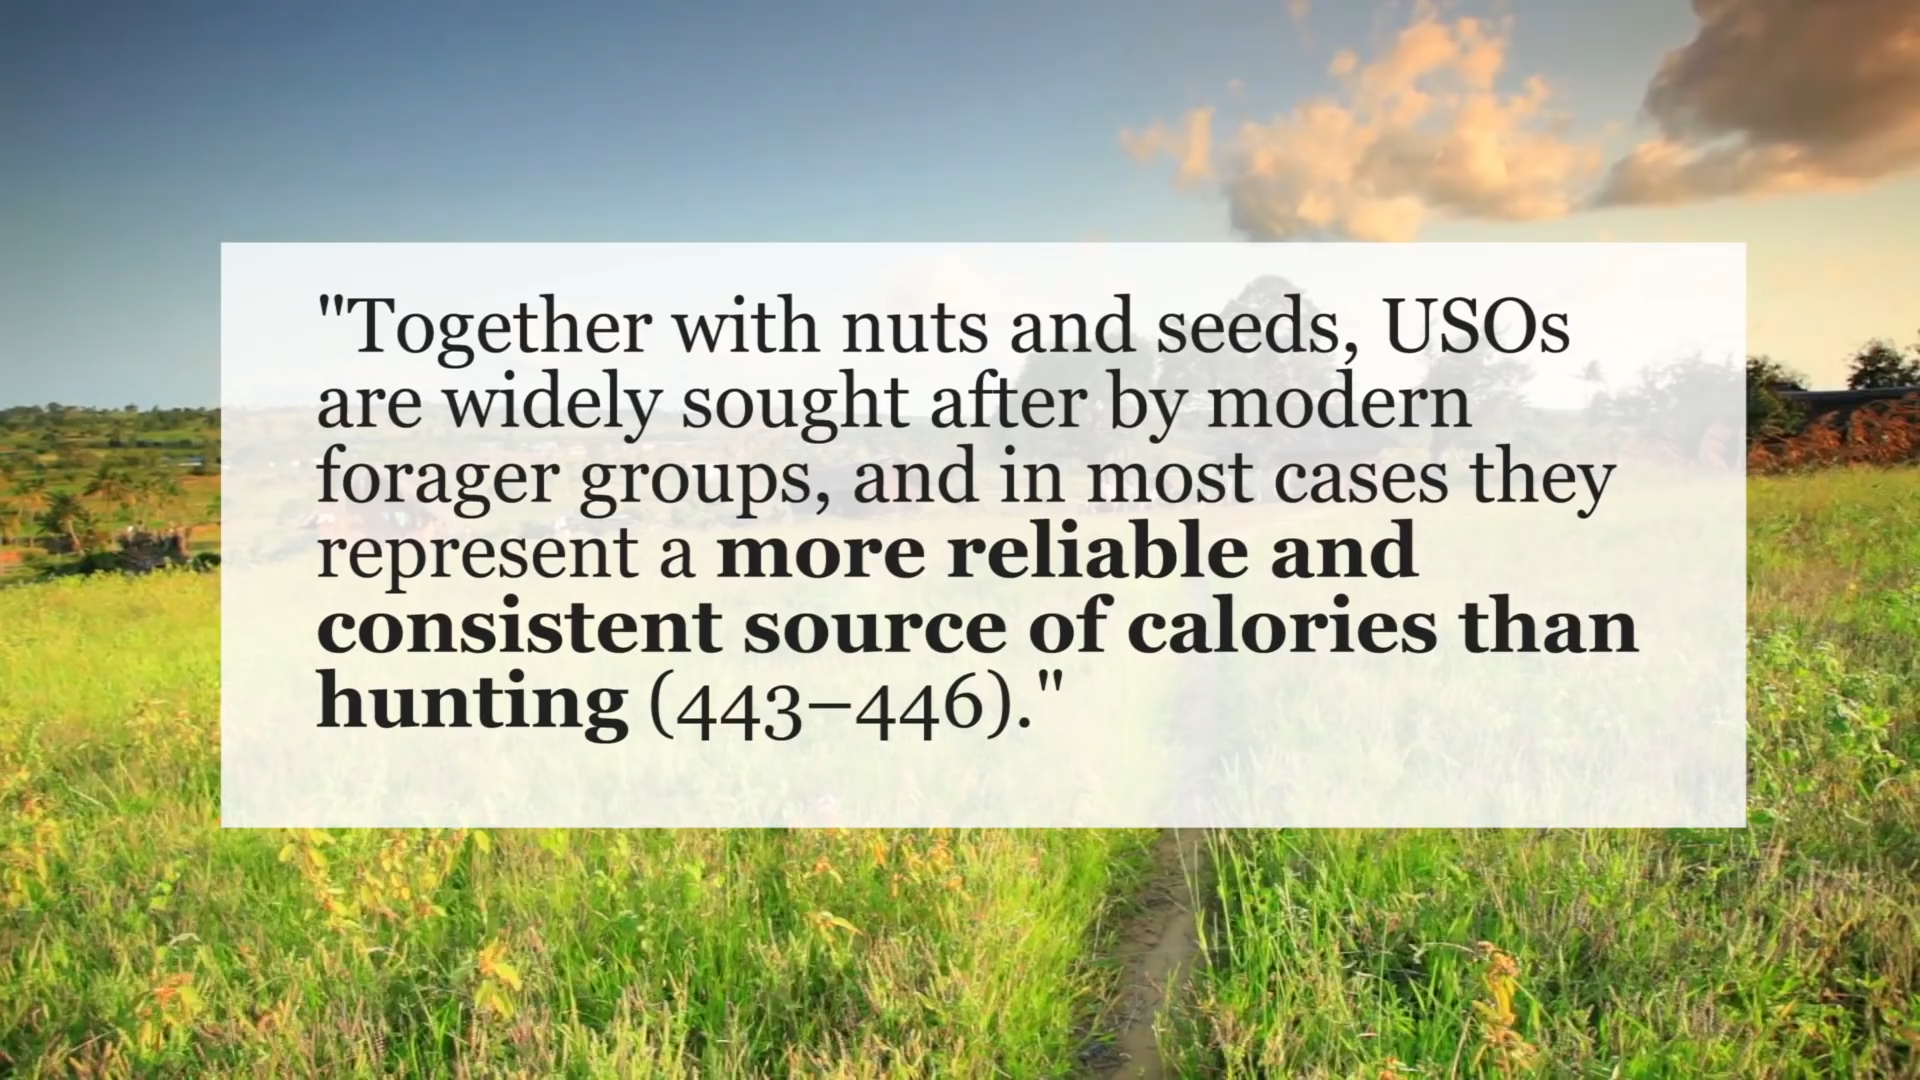 "Together with nuts and seeds, USOs
are widely sought after by modern
forager groups, and in most cases they
represent a more reliable and
consistent source of calories than
hunting (443–446)."